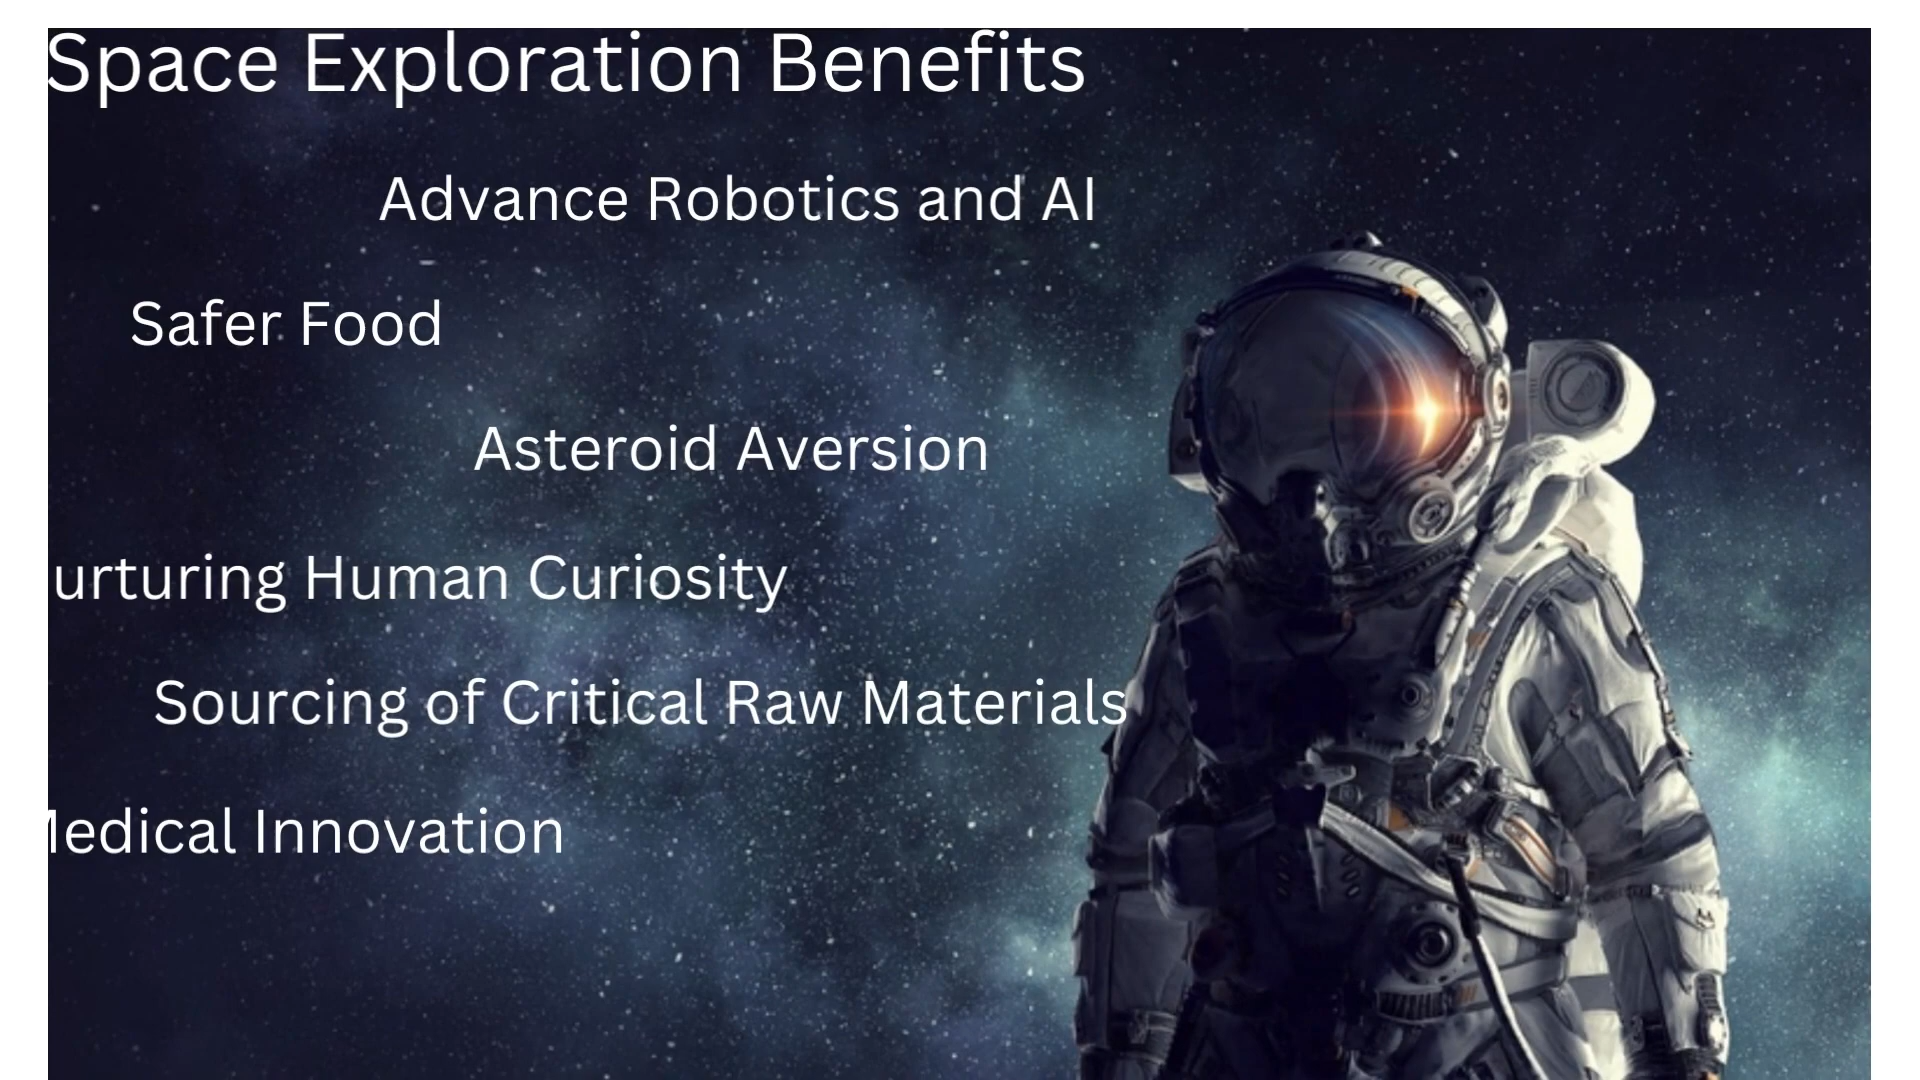 Space Exploration Benefits
Advance Robotics and AI
Safer Food
Asteroid Aversion
urturing Human Curiosity
Sourcing of Critical Raw Materials
edical Innovation